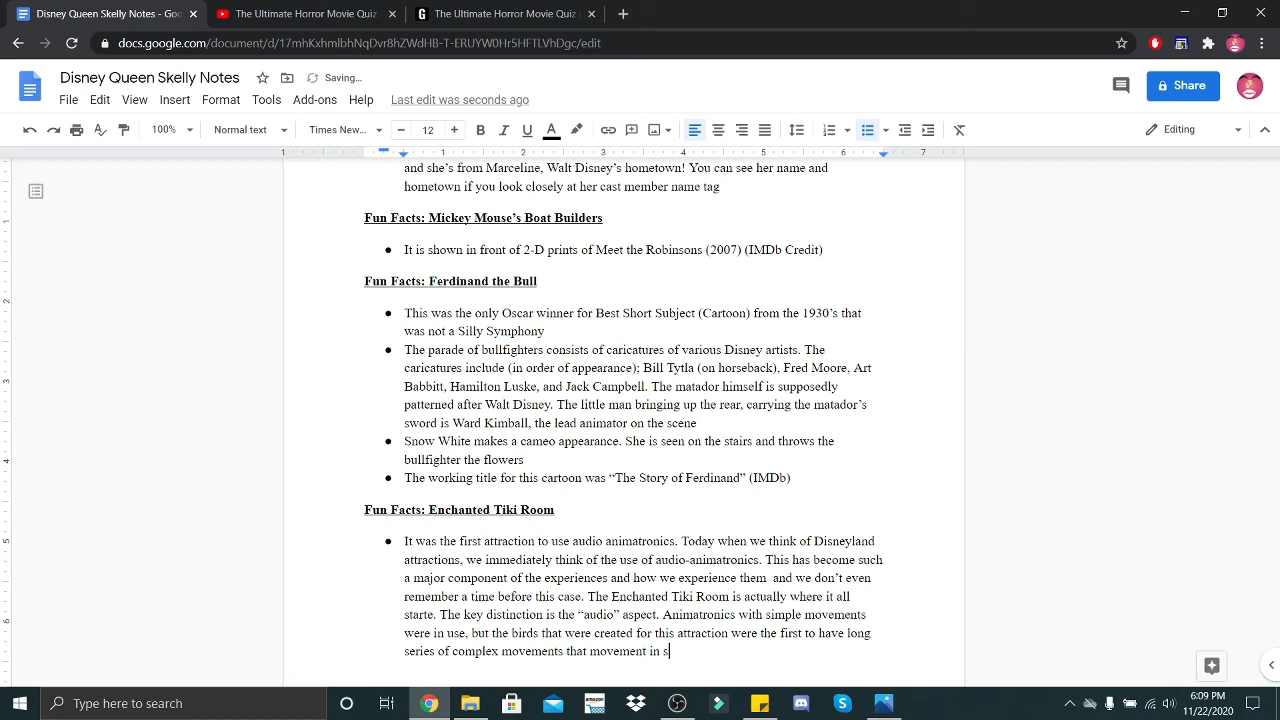 Disney Queen Skelly Notes - Goo
The Ultimate Horror Movie Quiz
The Ultimate Horror Movie Quiz
docs.google.com/document/d/17mhKxhmlbhNqDvr8hZWdHB-T-ERUYW0Hr5HFTLVhDgc/edit
Disney Queen Skelly Notes
Saving...
File Edit View Insert Format Tools Add-ons Help Last edit was seconds ago
Share
100% Normal text Times New... 12 Editing
1 1 2 3 4 5 6 7
and she’s from Marceline, Walt Disney’s hometown! You can see her name and
hometown if you look closely at her cast member name tag
Fun Facts: Mickey Mouse’s Boat Builders
● It is shown in front of 2-D prints of Meet the Robinsons (2007) (IMDb Credit)
Fun Facts: Ferdinand the Bull
● This was the only Oscar winner for Best Short Subject (Cartoon) from the 1930’s that
was not a Silly Symphony
● The parade of bullfighters consists of caricatures of various Disney artists. The
caricatures include (in order of appearance); Bill Tytla (on horseback), Fred Moore, Art
Babbitt, Hamilton Luske, and Jack Campbell. The matador himself is supposedly
patterned after Walt Disney. The little man bringing up the rear, carrying the matador’s
sword is Ward Kimball, the lead animator on the scene
● Snow White makes a cameo appearance. She is seen on the stairs and throws the
bullfighter the flowers
● The working title for this cartoon was “The Story of Ferdinand” (IMDb)
Fun Facts: Enchanted Tiki Room
● It was the first attraction to use audio animatronics. Today when we think of Disneyland
attractions, we immediately think of the use of audio-animatronics. This has become such
a major component of the experiences and how we experience them and we don’t even
remember a time before this case. The Enchanted Tiki Room is actually where it all
starte. The key distinction is the “audio” aspect. Animatronics with simple movements
were in use, but the birds that were created for this attraction were the first to have long
series of complex movements that movement in s
Type here to search
6:09 PM
11/22/2020